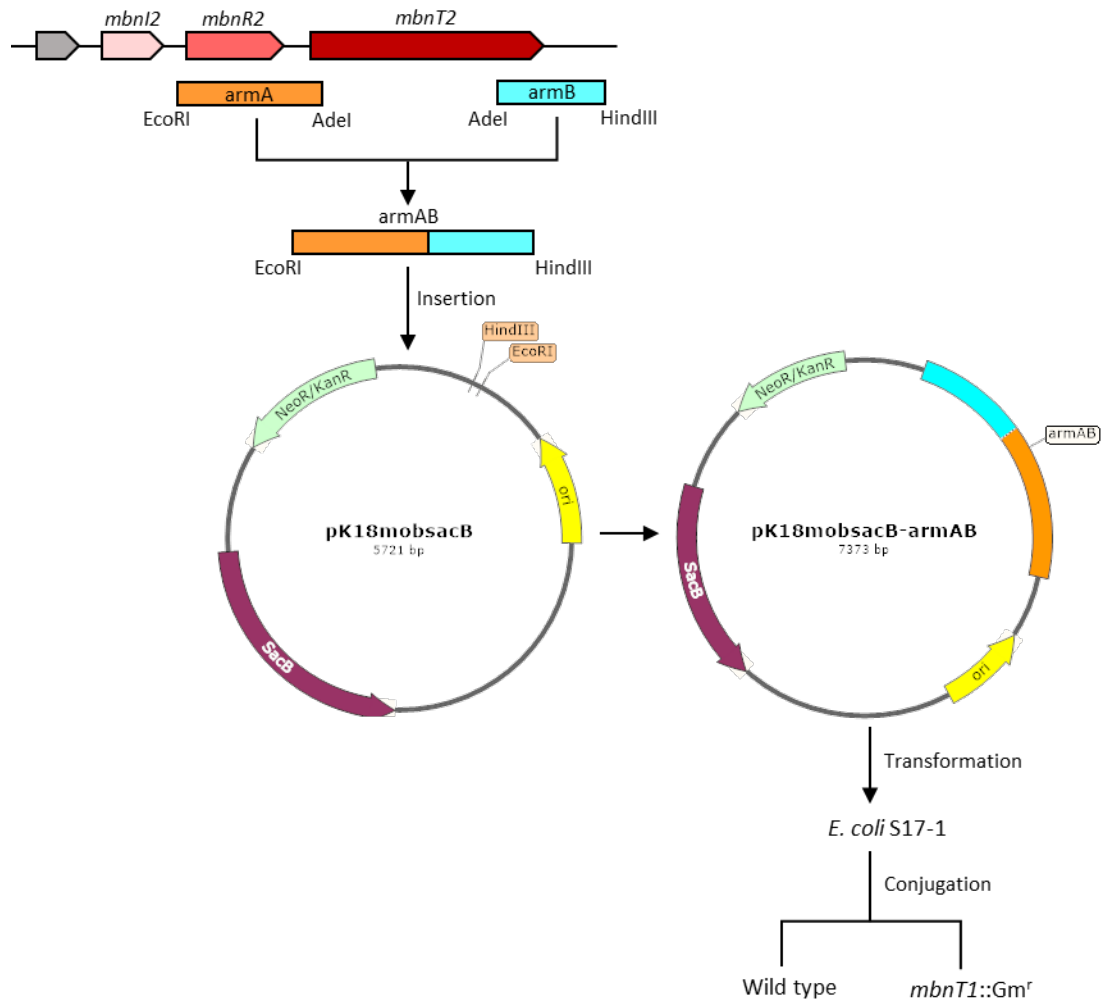 mbnI2 mbnR2 mbnT2
armA armB
EcoRI AdeI AdeI HindIII
armAB
EcoRI HindIII
Insertion
HindIII
EcoRI
NeoR/KanR
ori
SacB
pK18mobsacB
5721 bp
NeoR/KanR
armAB
SacB
ori
pK18mobsacB-armAB
7373 bp
Transformation
E. coli S17-1
Conjugation
Wild type mbnT1::Gmʳ